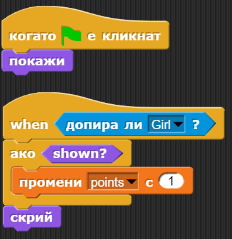 когато е кликнат
покажи
when допира ли Girl ?
ако shown?
промени points с 1
скрий